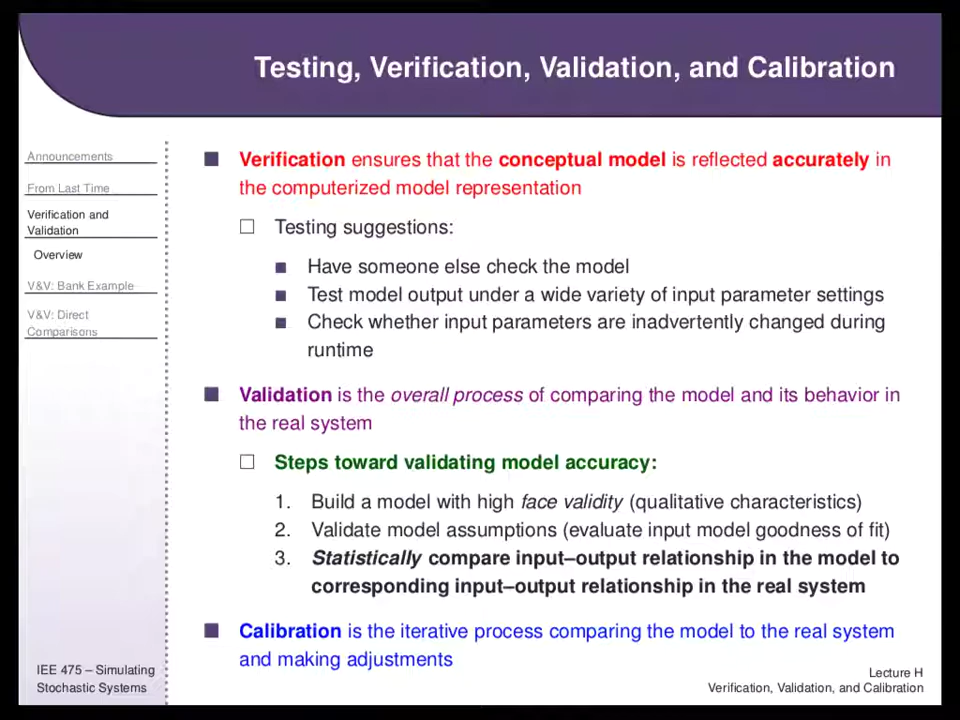 Testing, Verification, Validation, and Calibration
Announcements
From Last Time
Verification and
Validation
Overview
V&V: Bank Example
V&V: Direct
Comparisons
Verification ensures that the conceptual model is reflected accurately in
the computerized model representation
Testing suggestions:
Have someone else check the model
Test model output under a wide variety of input parameter settings
Check whether input parameters are inadvertently changed during
runtime
Validation is the overall process of comparing the model and its behavior in
the real system
Steps toward validating model accuracy:
1. Build a model with high face validity (qualitative characteristics)
2. Validate model assumptions (evaluate input model goodness of fit)
3. Statistically compare input–output relationship in the model to
corresponding input–output relationship in the real system
Calibration is the iterative process comparing the model to the real system
and making adjustments
IEE 475 – Simulating
Stochastic Systems
Lecture H
Verification, Validation, and Calibration